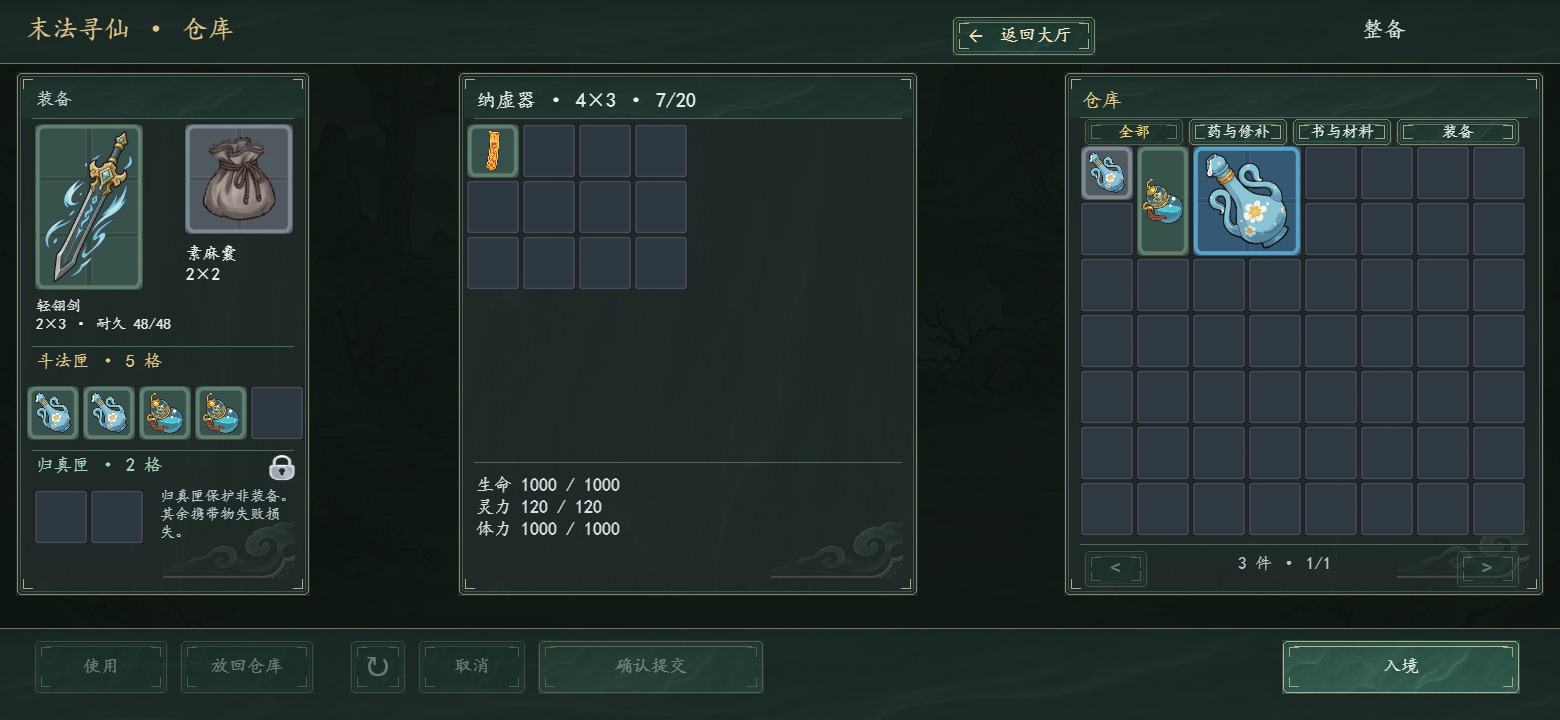 末法寻仙 • 仓库
← 返回大厅
整备
装备
素麻囊
2×2
轻翎剑
2×3 • 耐久 48/48
斗法匣 • 5 格
归真匣 • 2 格
归真匣保护非装备。
其余携带物失败损
失。
纳虚器 • 4×3 • 7/20
生命 1000 / 1000
灵力 120 / 120
体力 1000 / 1000
仓库
全部 药与修补 书与材料 装备
< 3 件 • 1/1 >
使用 放回仓库 ↻ 取消 确认提交 入境